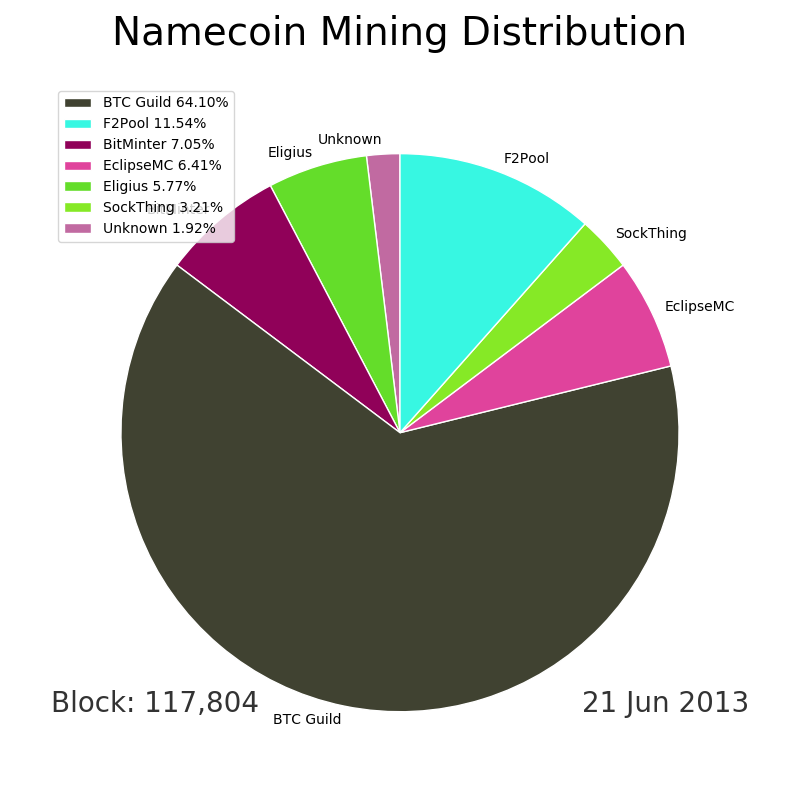 Namecoin Mining Distribution
BTC Guild 64.10%
F2Pool 11.54%
BitMinter 7.05%
EclipseMC 6.41%
Eligius 5.77%
SockThing 3.21%
Unknown 1.92%
Unknown
Eligius
F2Pool
BitMinter
SockThing
EclipseMC
BTC Guild
Block: 117,804
21 Jun 2013